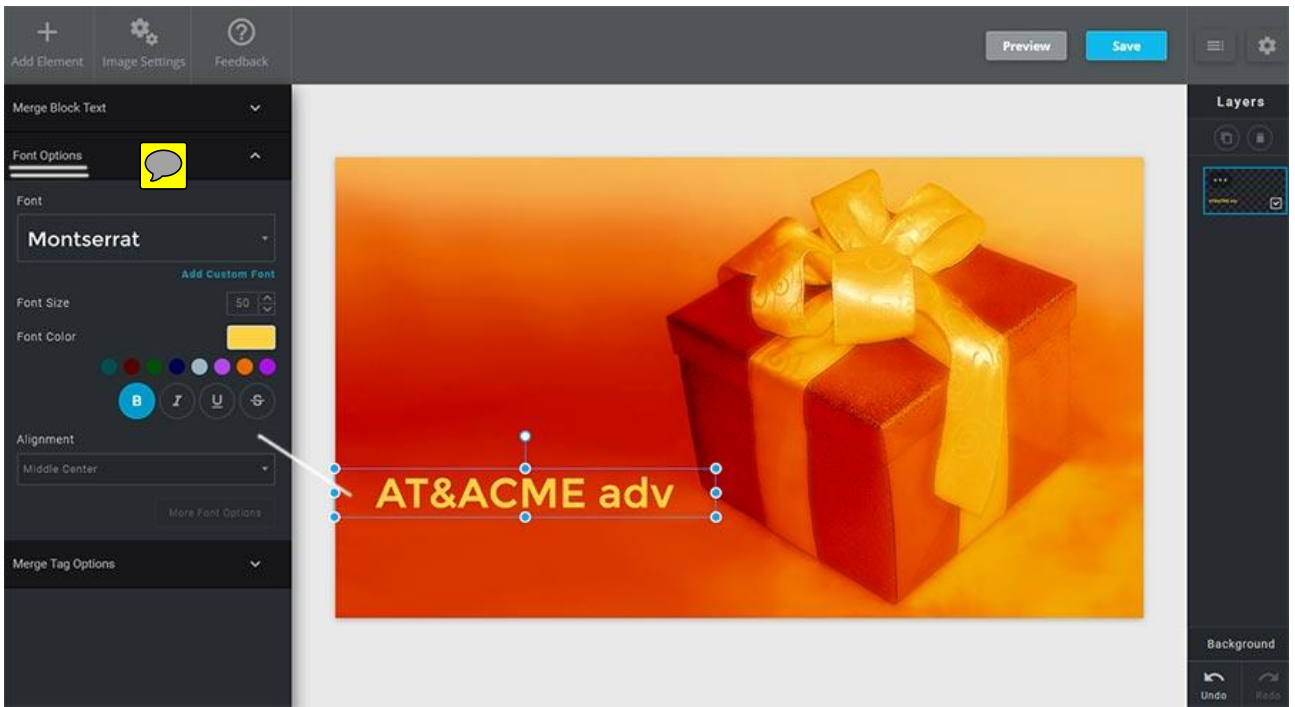 Add Element Image Settings Feedback
Preview Save
Merge Block Text
Font Options
Font
Montserrat
Add Custom Font
Font Size 50
Font Color
B I U S
Alignment
Middle Center
More Font Options
Merge Tag Options
AT&ACME adv
Layers
Background
Undo Redo